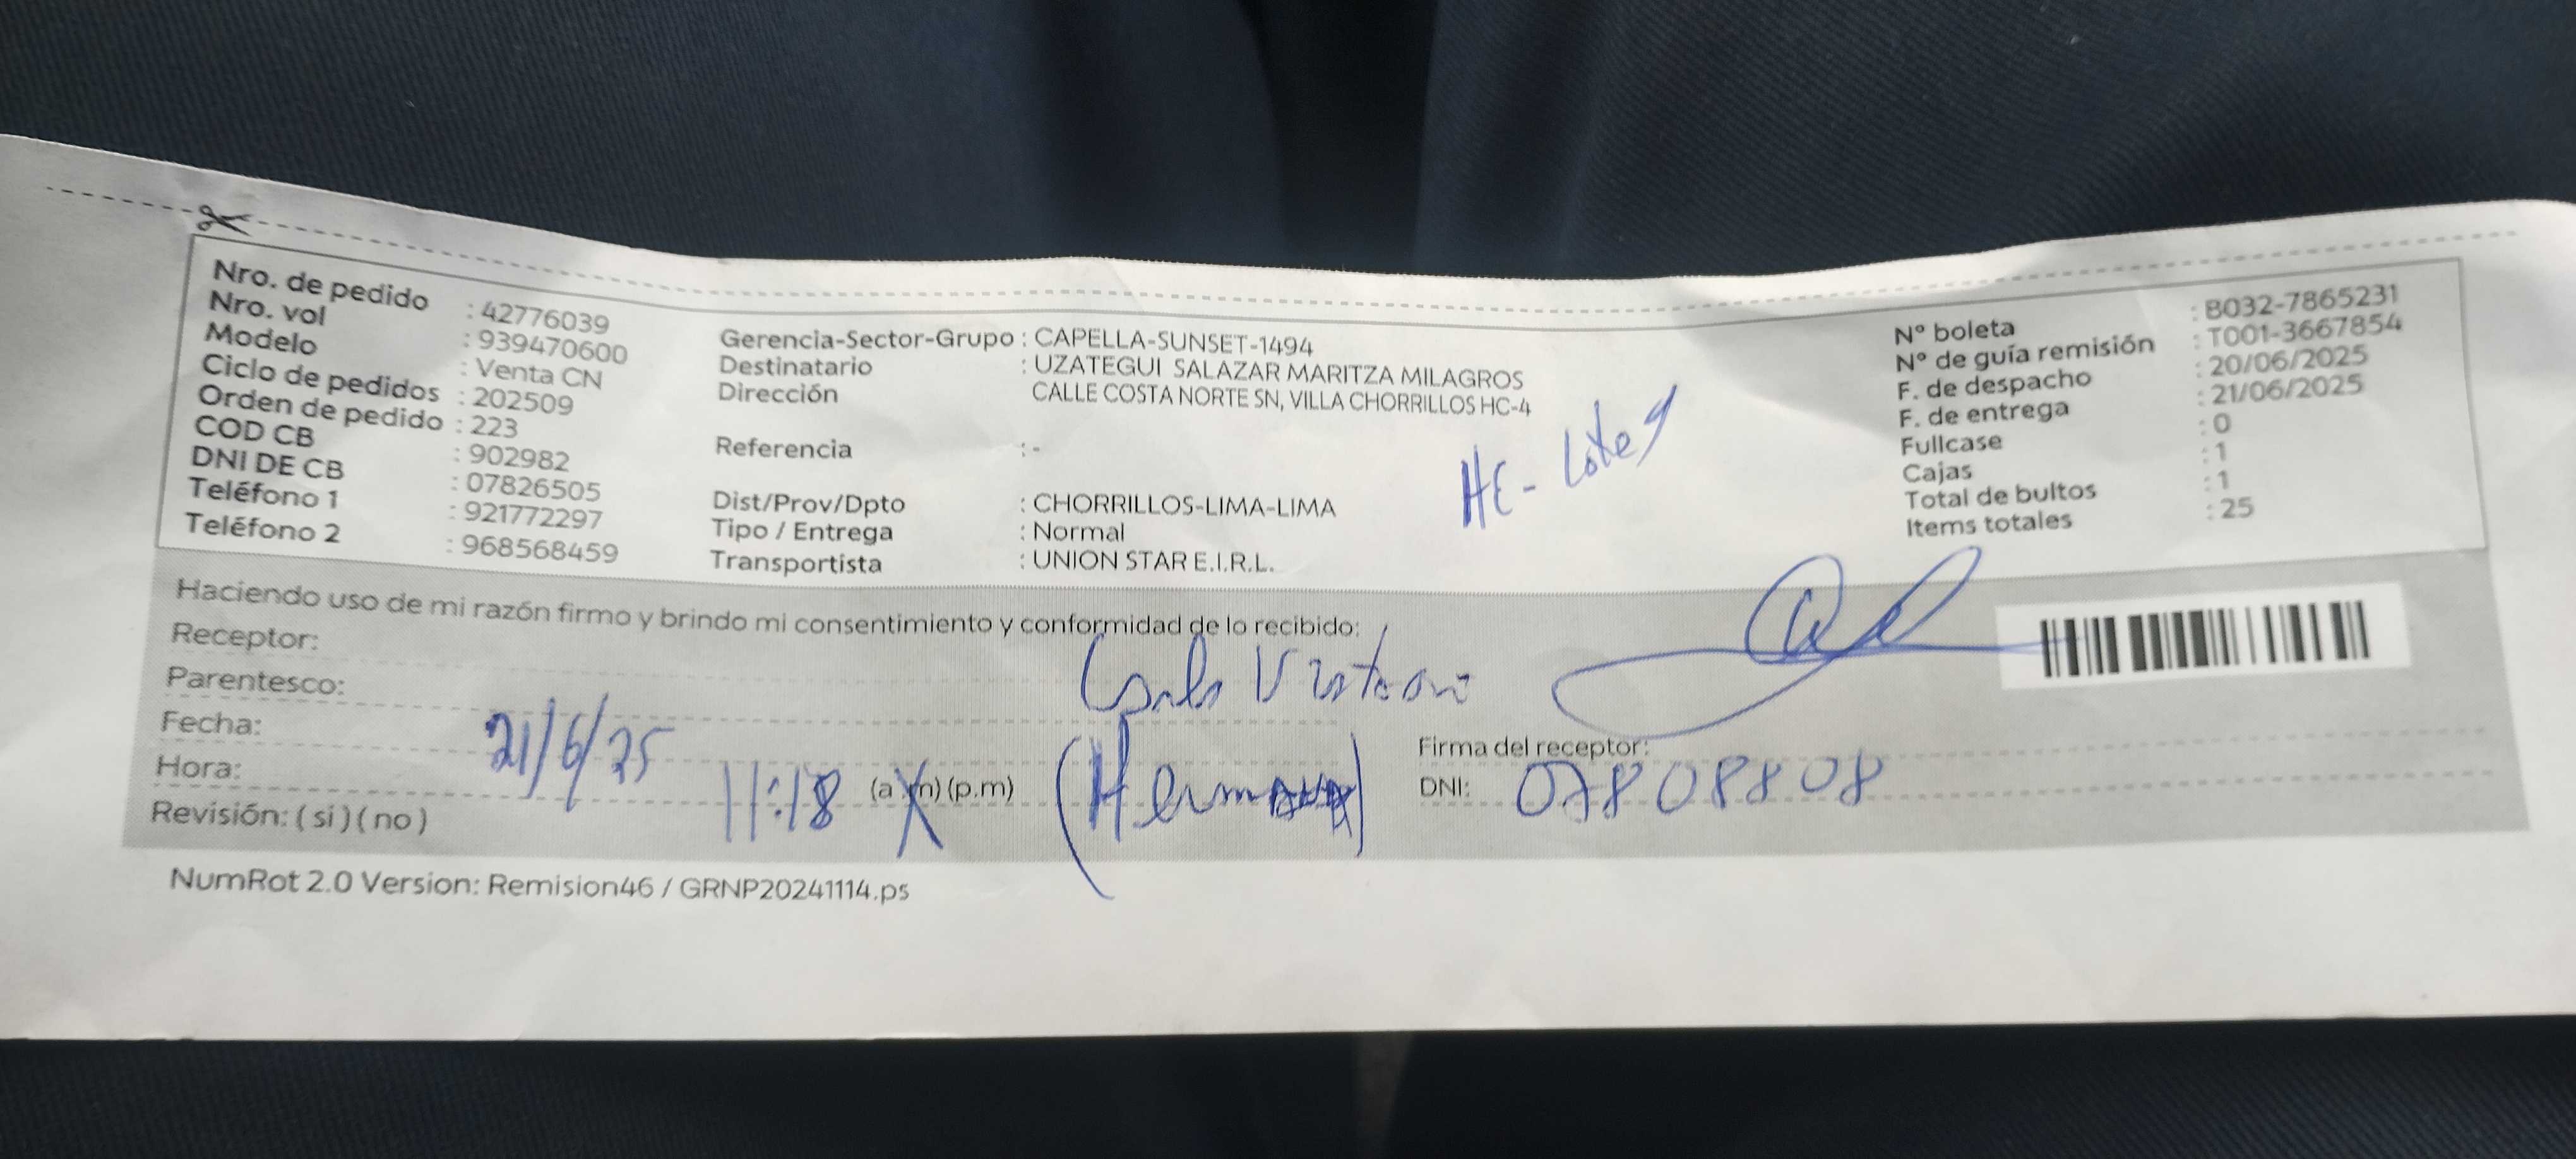 Nro. de pedido : 42776039
Nro. vol : 939470600
Modelo : Venta CN
Ciclo de pedidos : 202509
Orden de pedido : 223
COD CB : 902982
DNI DE CB : 07826505
Teléfono 1 : 921772297
Teléfono 2 : 968568459
Gerencia-Sector-Grupo : CAPELLA-SUNSET-1494
Destinatario : UZATEGUI SALAZAR MARITZA MILAGROS
Dirección CALLE COSTA NORTE SN, VILLA CHORRILLOS HC-4
Referencia : -
Dist/Prov/Dpto : CHORRILLOS-LIMA-LIMA
Tipo / Entrega : Normal
Transportista : UNION STAR E.I.R.L.
N° boleta : B032-7865231
N° de guía remisión : T001-3667854
F. de despacho : 20/06/2025
F. de entrega : 21/06/2025
Fullcase : 0
Cajas : 1
Total de bultos : 1
Items totales : 25
Haciendo uso de mi razón firmo y brindo mi consentimiento y conformidad de lo recibido:
Receptor:
Parentesco:
Fecha: 21/6/25
Hora: 11:18 (a.m) (p.m)
Revisión: ( si ) ( no )
Firma del receptor:
DNI: 07808808
NumRot 2.0 Version: Remision46 / GRNP20241114.ps